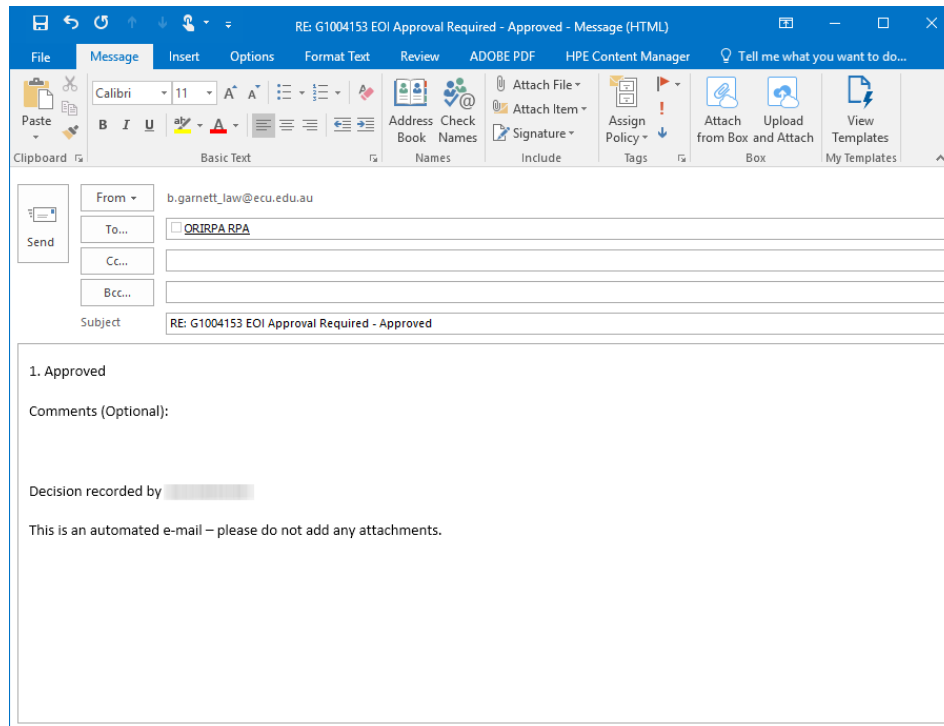 RE: G1004153 EOI Approval Required - Approved - Message (HTML)
File Message Insert Options Format Text Review ADOBE PDF HPE Content Manager Tell me what you want to do...
Paste
Clipboard
Calibri 11 A A
B I U aby A
Basic Text
Address Book
Check Names
Names
Attach File
Attach Item
Signature
Include
Assign Policy
Tags
Attach from Box
Upload and Attach
Box
View Templates
My Templates
Send
From b.garnett_law@ecu.edu.au
To... ORIRPA RPA
Cc...
Bcc...
Subject RE: G1004153 EOI Approval Required - Approved
1. Approved
Comments (Optional):
Decision recorded by
This is an automated e-mail – please do not add any attachments.